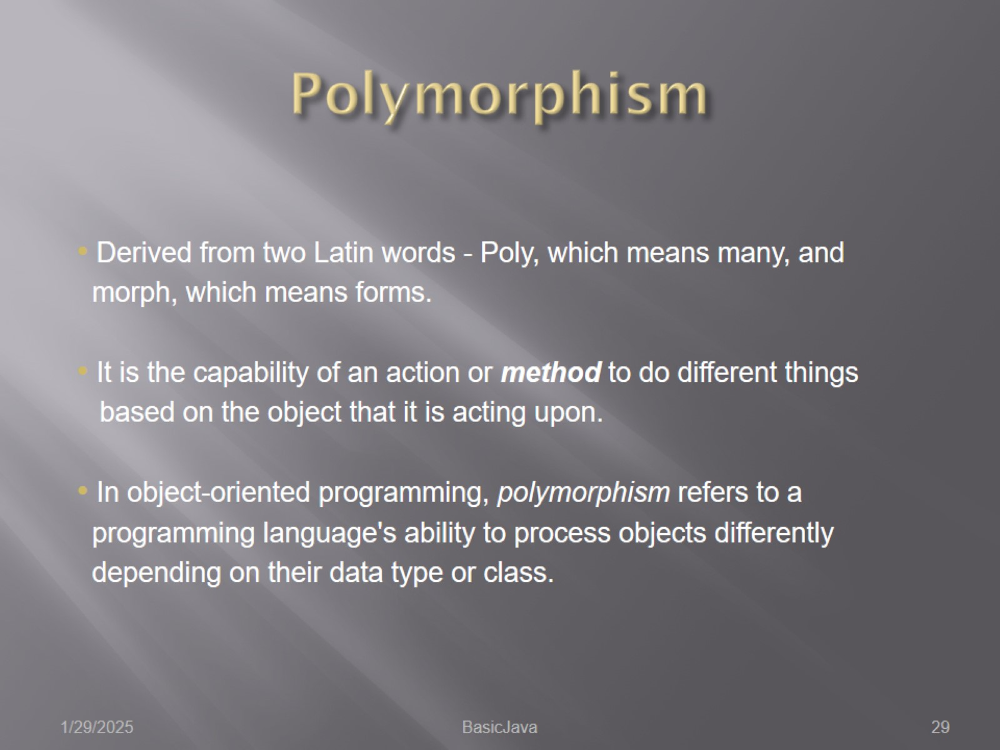 Polymorphism
• Derived from two Latin words - Poly, which means many, and
morph, which means forms.
• It is the capability of an action or method to do different things
based on the object that it is acting upon.
• In object-oriented programming, polymorphism refers to a
programming language's ability to process objects differently
depending on their data type or class.
1/29/2025 BasicJava 29